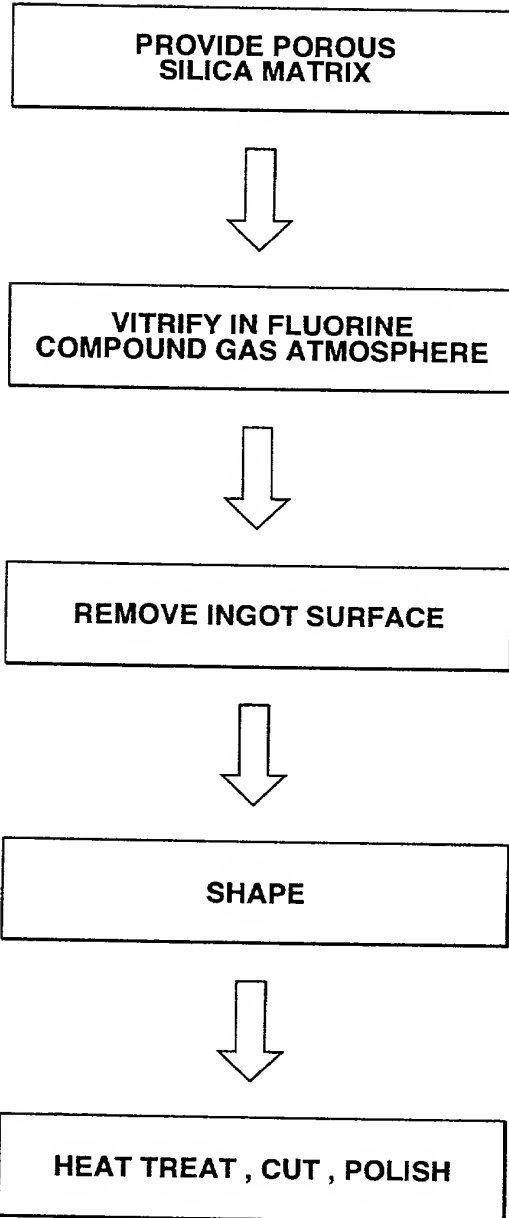 PROVIDE POROUS
SILICA MATRIX
VITRIFY IN FLUORINE
COMPOUND GAS ATMOSPHERE
REMOVE INGOT SURFACE
SHAPE
HEAT TREAT , CUT , POLISH